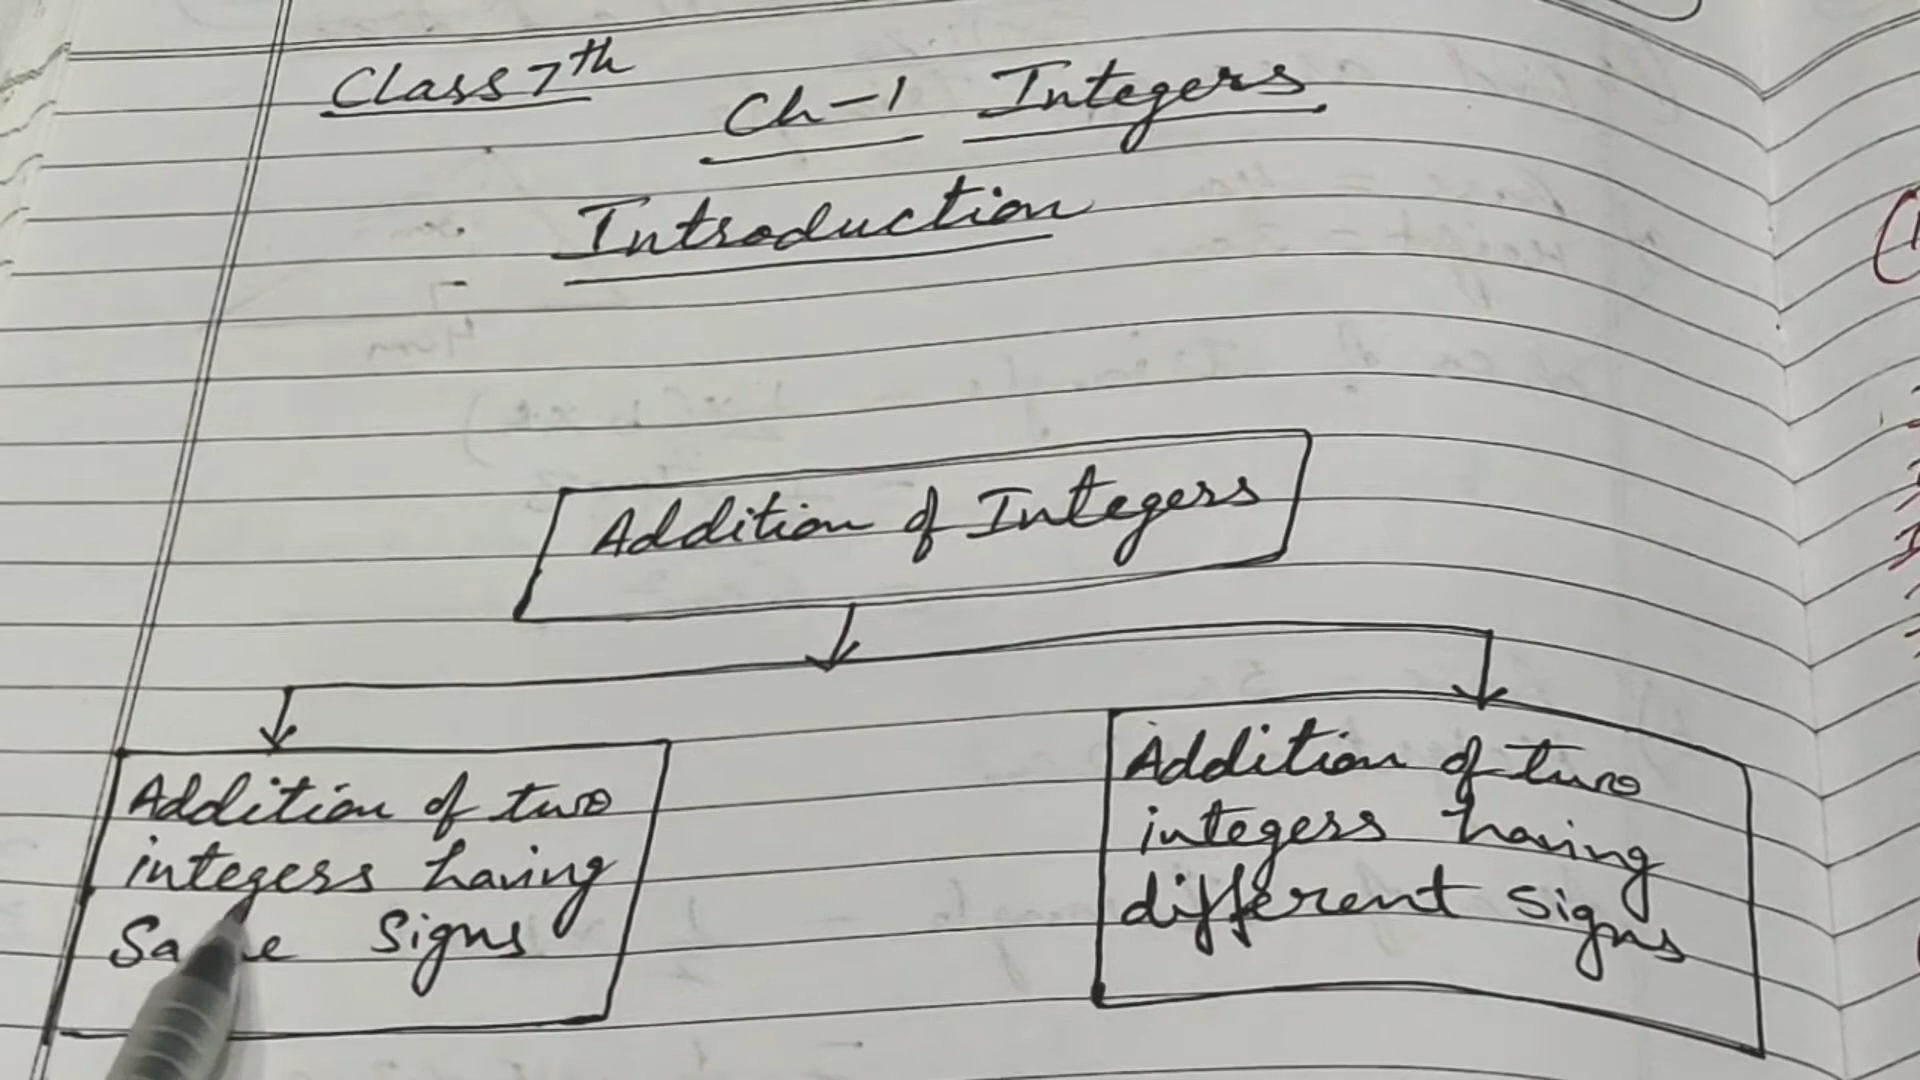 Class 7th
Ch-1 Integers
Introduction
Addition of Integers
Addition of two
integers having
Same Signs
Addition of two
integers having
different signs